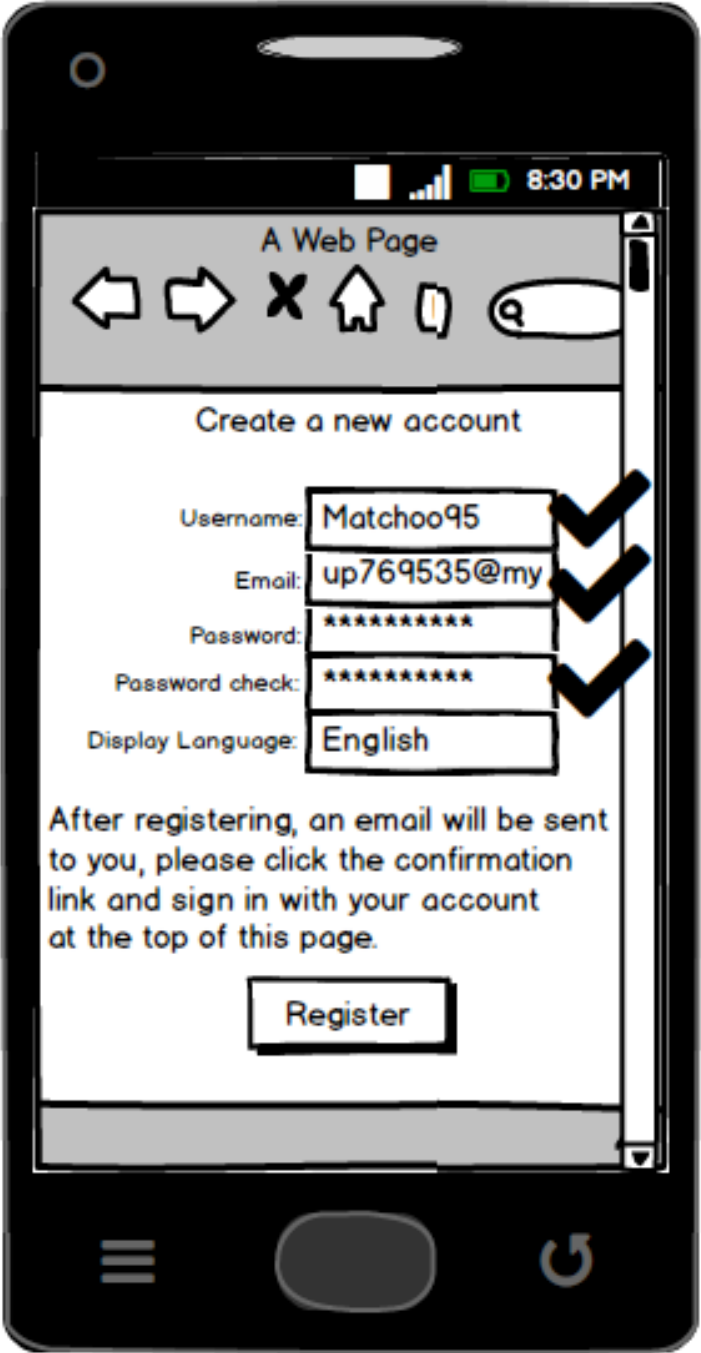 8:30 PM
A Web Page
Create a new account
Username: Matchoo95
Email: up769535@my
Password: **********
Password check: **********
Display Language: English
After registering, an email will be sent
to you, please click the confirmation
link and sign in with your account
at the top of this page.
Register